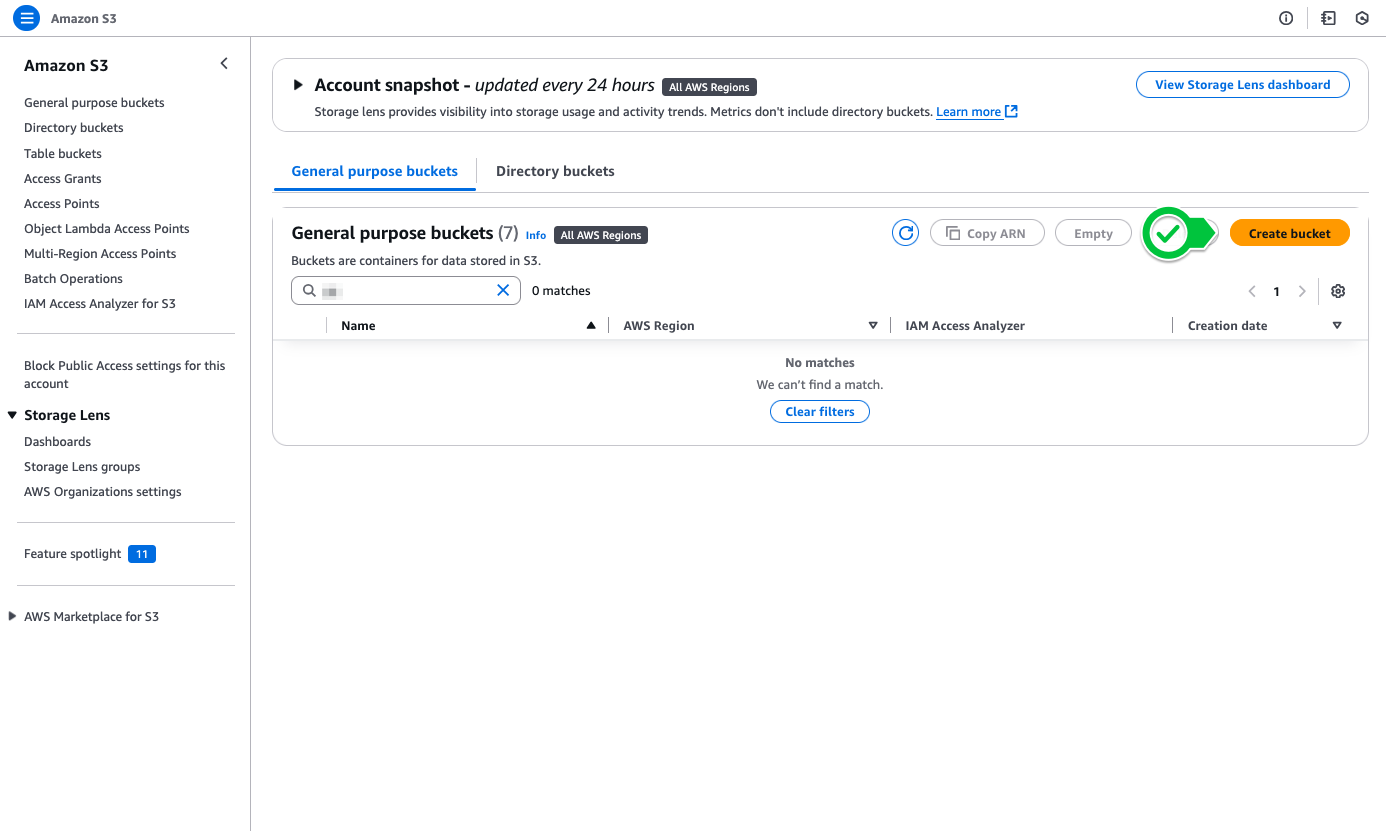 Amazon S3
Amazon S3
General purpose buckets
Directory buckets
Table buckets
Access Grants
Access Points
Object Lambda Access Points
Multi-Region Access Points
Batch Operations
IAM Access Analyzer for S3
Block Public Access settings for this
account
Storage Lens
Dashboards
Storage Lens groups
AWS Organizations settings
Feature spotlight 11
AWS Marketplace for S3
Account snapshot - updated every 24 hours All AWS Regions
View Storage Lens dashboard
Storage lens provides visibility into storage usage and activity trends. Metrics don't include directory buckets. Learn more
General purpose buckets Directory buckets
General purpose buckets (7) Info All AWS Regions
Copy ARN Empty Create bucket
Buckets are containers for data stored in S3.
0 matches
1
Name AWS Region IAM Access Analyzer Creation date
No matches
We can't find a match.
Clear filters